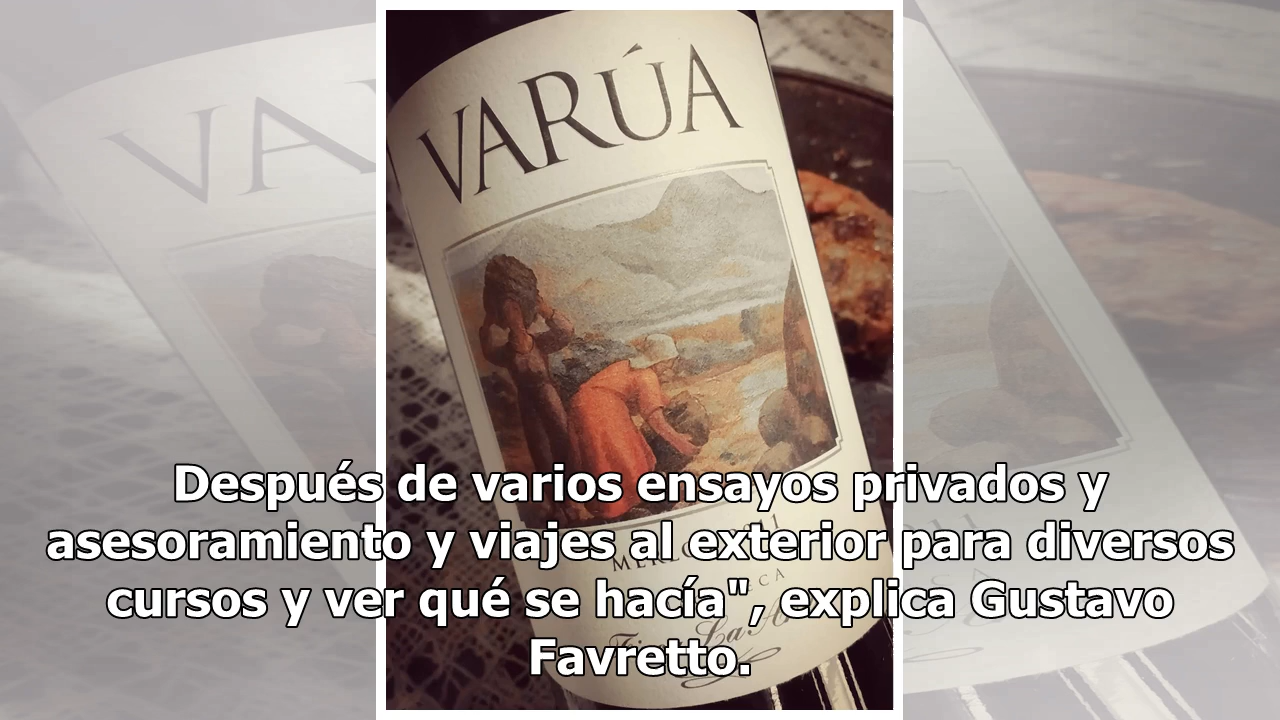 VARÚA
Después de varios ensayos privados y
asesoramiento y viajes al exterior para diversos
cursos y ver qué se hacía", explica Gustavo
Favretto.